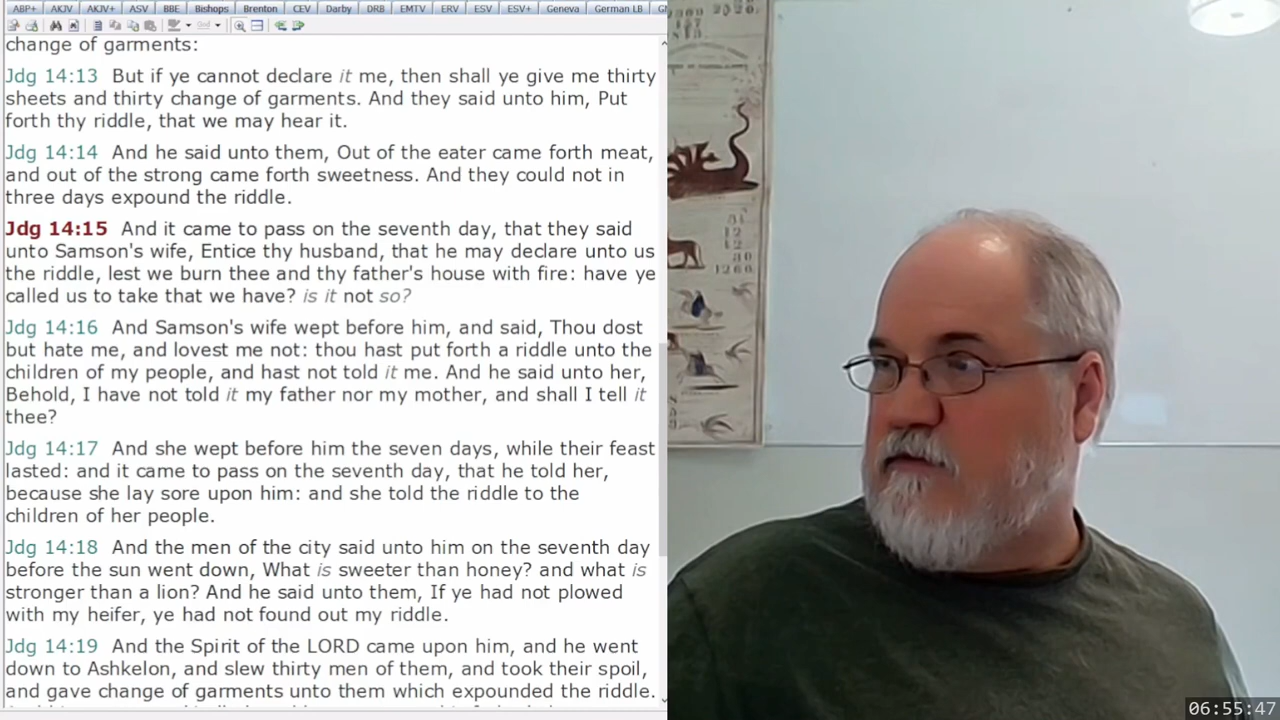 ABP+ AKJV AKJV+ ASV BBE Bishops Brenton CEV Darby DRB EMTV ERV ESV ESV+ Geneva German LB
change of garments:
Jdg 14:13 But if ye cannot declare it me, then shall ye give me thirty
sheets and thirty change of garments. And they said unto him, Put
forth thy riddle, that we may hear it.
Jdg 14:14 And he said unto them, Out of the eater came forth meat,
and out of the strong came forth sweetness. And they could not in
three days expound the riddle.
Jdg 14:15 And it came to pass on the seventh day, that they said
unto Samson's wife, Entice thy husband, that he may declare unto us
the riddle, lest we burn thee and thy father's house with fire: have ye
called us to take that we have? is it not so?
Jdg 14:16 And Samson's wife wept before him, and said, Thou dost
but hate me, and lovest me not: thou hast put forth a riddle unto the
children of my people, and hast not told it me. And he said unto her,
Behold, I have not told it my father nor my mother, and shall I tell it
thee?
Jdg 14:17 And she wept before him the seven days, while their feast
lasted: and it came to pass on the seventh day, that he told her,
because she lay sore upon him: and she told the riddle to the
children of her people.
Jdg 14:18 And the men of the city said unto him on the seventh day
before the sun went down, What is sweeter than honey? and what is
stronger than a lion? And he said unto them, If ye had not plowed
with my heifer, ye had not found out my riddle.
Jdg 14:19 And the Spirit of the LORD came upon him, and he went
down to Ashkelon, and slew thirty men of them, and took their spoil,
and gave change of garments unto them which expounded the riddle.
12
12
30
1260
06:55:47